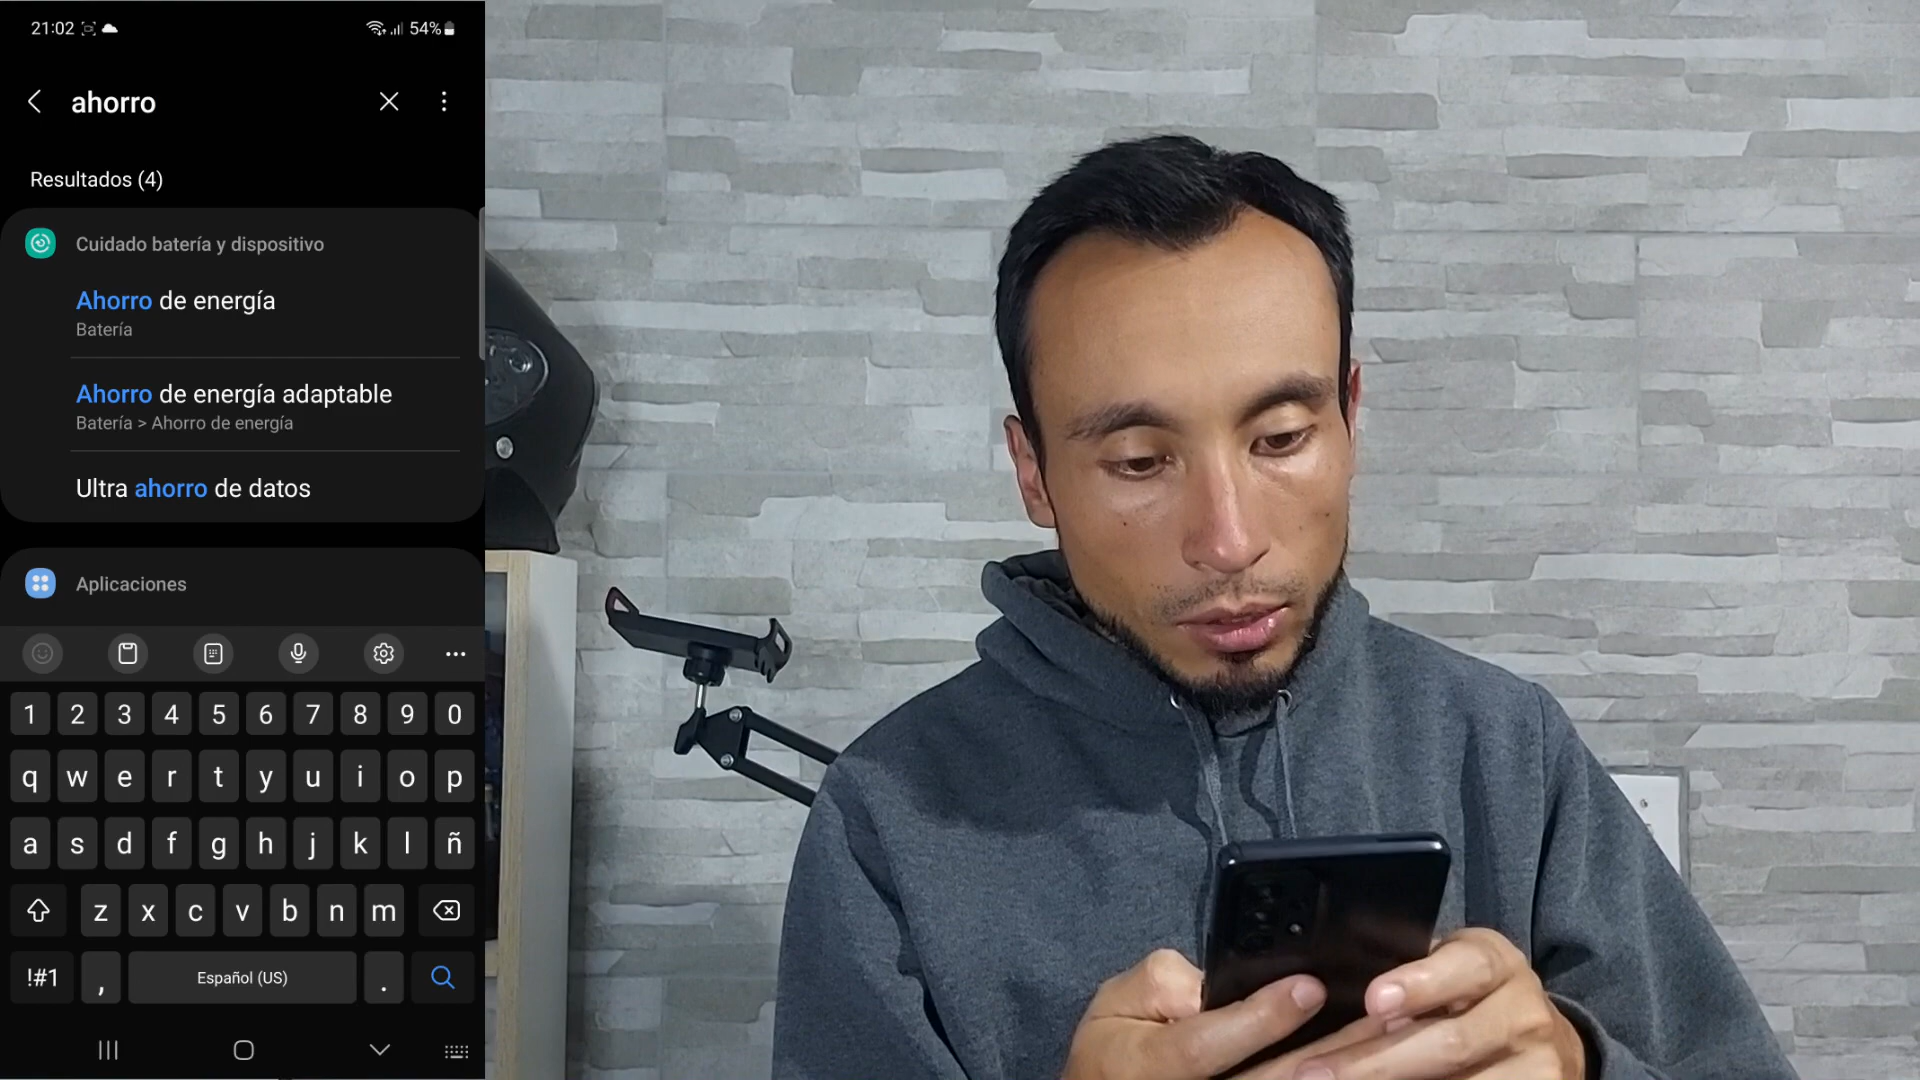 21:02 54%
ahorro
Resultados (4)
Cuidado batería y dispositivo
Ahorro de energía
Batería
Ahorro de energía adaptable
Batería > Ahorro de energía
Ultra ahorro de datos
Aplicaciones
1 2 3 4 5 6 7 8 9 0
q w e r t y u i o p
a s d f g h j k l ñ
z x c v b n m
!#1 , Español (US) .